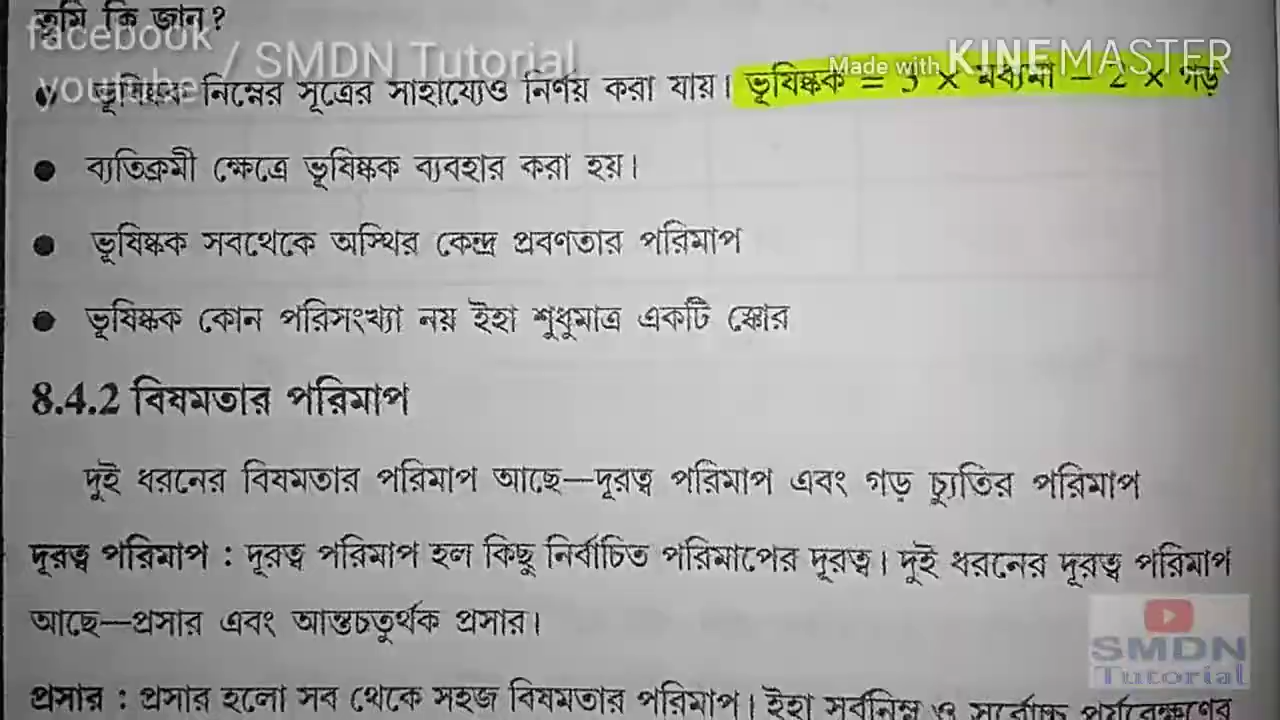 তুমি কি জান?
facebook
youtube / SMDN Tutorial
Made with KINEMASTER
ভূষিষ্ঠক নিম্নের সূত্রের সাহায্যেও নির্ণয় করা যায়। ভূষিষ্ঠক = 3 × মধ্যমা – 2 × গড়
● ব্যতিক্রমী ক্ষেত্রে ভূষিষ্ঠক ব্যবহার করা হয়।
● ভূষিষ্ঠক সবথেকে অস্থির কেন্দ্র প্রবণতার পরিমাপ
● ভূষিষ্ঠক কোন পরিসংখ্যা নয় ইহা শুধুমাত্র একটি স্কোর
8.4.2 বিষমতার পরিমাপ
দুই ধরনের বিষমতার পরিমাপ আছে—দূরত্ব পরিমাপ এবং গড় চ্যুতির পরিমাপ
দূরত্ব পরিমাপ : দূরত্ব পরিমাপ হল কিছু নির্বাচিত পরিমাপের দূরত্ব। দুই ধরনের দূরত্ব পরিমাপ
আছে—প্রসার এবং আন্তচতুর্থক প্রসার।
SMDN
Tutorial
প্রসার : প্রসার হলো সব থেকে সহজ বিষমতার পরিমাপ। ইহা সর্বনিম্ন ও সর্বোচ্চ পর্যবেক্ষণের